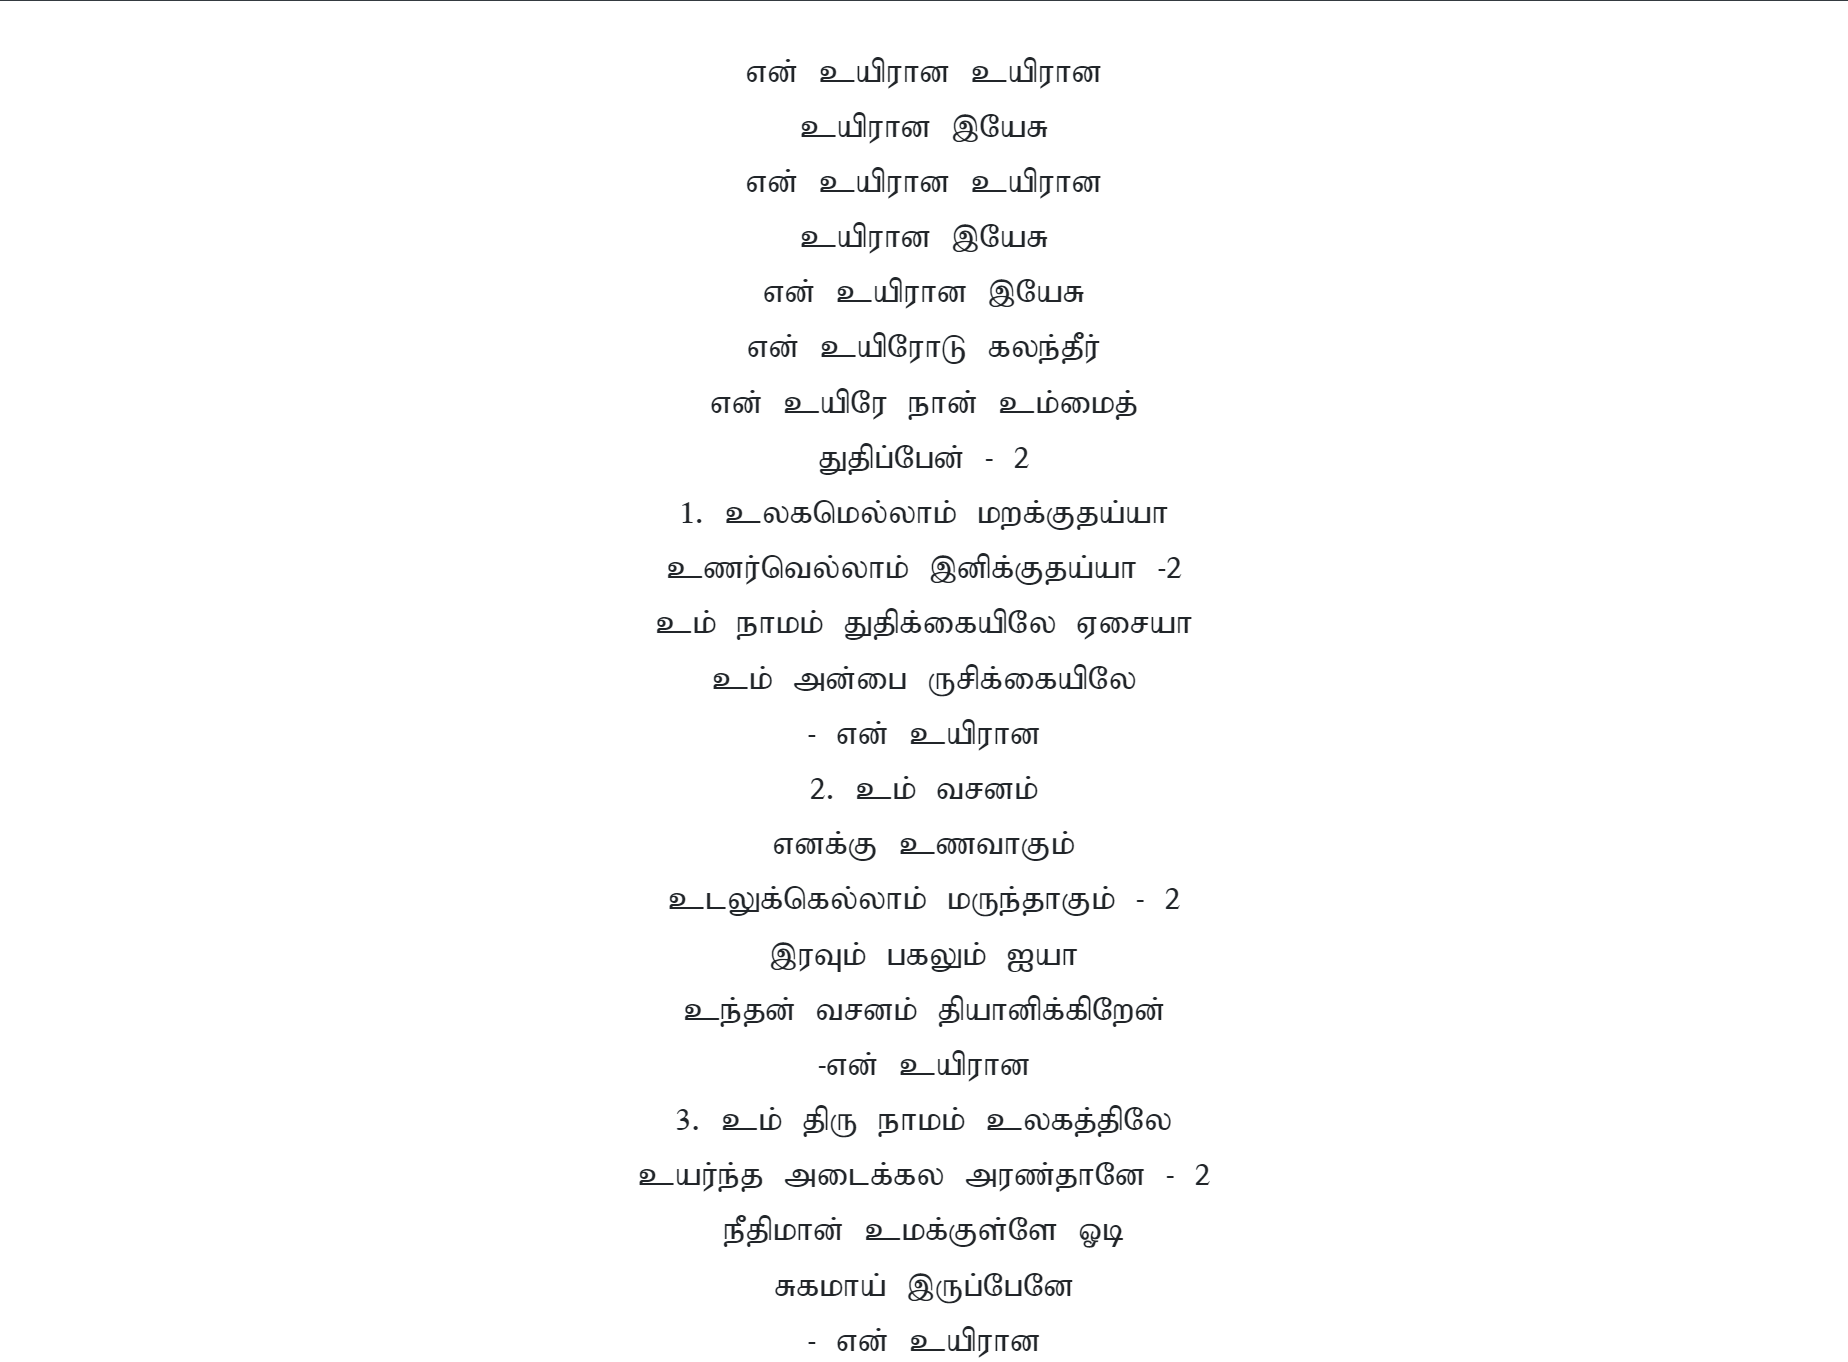 என் உயிரான உயிரான
உயிரான இயேசு
என் உயிரான உயிரான
உயிரான இயேசு
என் உயிரான இயேசு
என் உயிரோடு கலந்தீர்
என் உயிரே நான் உம்மைத்
துதிப்பேன் - 2
1. உலகமெல்லாம் மறக்குதய்யா
உணர்வெல்லாம் இனிக்குதய்யா -2
உம் நாமம் துதிக்கையிலே ஏசையா
உம் அன்பை ருசிக்கையிலே
- என் உயிரான
2. உம் வசனம்
எனக்கு உணவாகும்
உடலுக்கெல்லாம் மருந்தாகும் - 2
இரவும் பகலும் ஐயா
உந்தன் வசனம் தியானிக்கிறேன்
-என் உயிரான
3. உம் திரு நாமம் உலகத்திலே
உயர்ந்த அடைக்கல அரண்தானே - 2
நீதிமான் உமக்குள்ளே ஓடி
சுகமாய் இருப்பேனே
- என் உயிரான